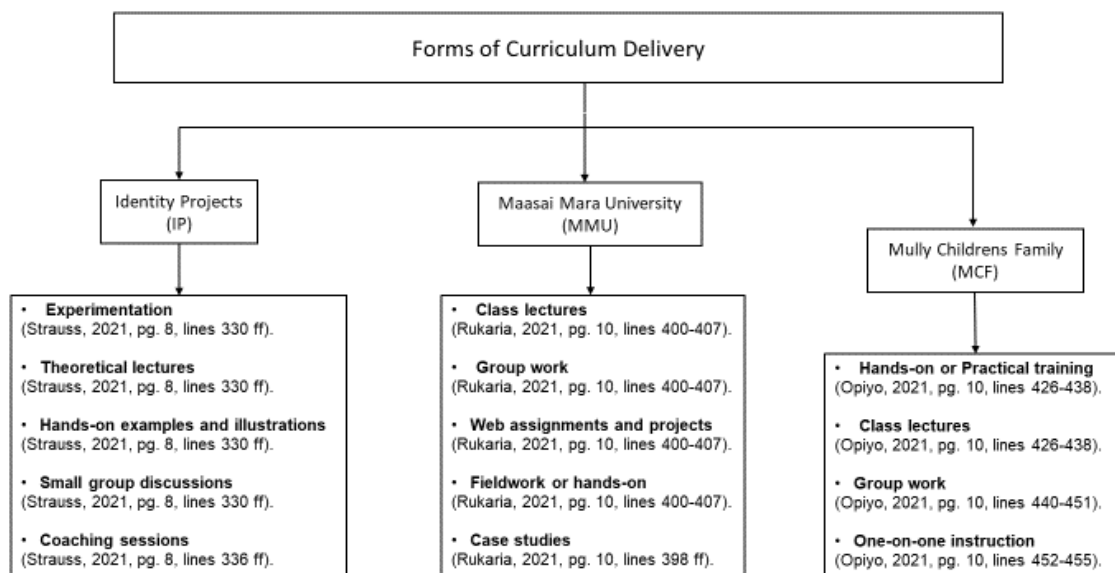 Forms of Curriculum Delivery
Identity Projects
(IP)
• Experimentation
(Strauss, 2021, pg. 8, lines 330 ff).
• Theoretical lectures
(Strauss, 2021, pg. 8, lines 330 ff).
• Hands-on examples and illustrations
(Strauss, 2021, pg. 8, lines 330 ff).
• Small group discussions
(Strauss, 2021, pg. 8, lines 330 ff).
• Coaching sessions
(Strauss, 2021, pg. 8, lines 336 ff).
Maasai Mara University
(MMU)
• Class lectures
(Rukaria, 2021, pg. 10, lines 400-407).
• Group work
(Rukaria, 2021, pg. 10, lines 400-407).
• Web assignments and projects
(Rukaria, 2021, pg. 10, lines 400-407).
• Fieldwork or hands-on
(Rukaria, 2021, pg. 10, lines 400-407).
• Case studies
(Rukaria, 2021, pg. 10, lines 398 ff).
Mully Childrens Family
(MCF)
• Hands-on or Practical training
(Opiyo, 2021, pg. 10, lines 426-438).
• Class lectures
(Opiyo, 2021, pg. 10, lines 426-438).
• Group work
(Opiyo, 2021, pg. 10, lines 440-451).
• One-on-one instruction
(Opiyo, 2021, pg. 10, lines 452-455).